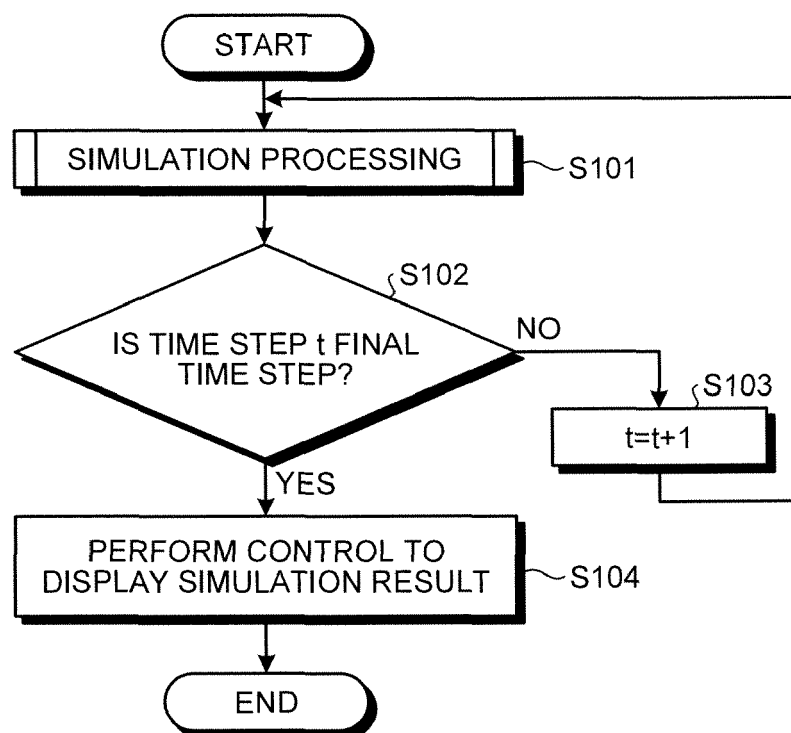 START
SIMULATION PROCESSING
S101
S102
IS TIME STEP t FINAL
TIME STEP?
NO
S103
t=t+1
YES
PERFORM CONTROL TO
DISPLAY SIMULATION RESULT
S104
END